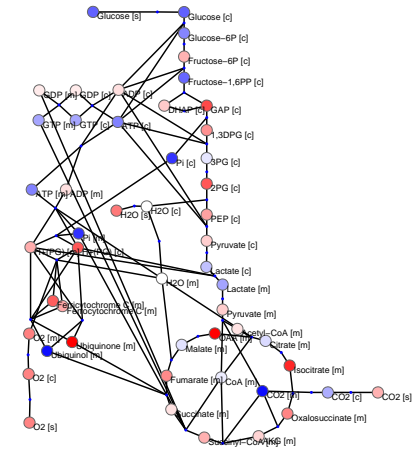 Glucose [s]
Glucose [c]
Glucose−6P [c]
Fructose−6P [c]
Fructose−1,6PP [c]
GDP [m]
GDP [c]
ADP [c]
DHAP [c]
GAP [c]
GTP [m]
GTP [c]
ATP [c]
1,3DPG [c]
Pi [c]
3PG [c]
ATP [m]
ADP [m]
2PG [c]
H2O [s]
H2O [c]
PEP [c]
Pi [m]
Pyruvate [c]
Lactate [c]
H2O [m]
Lactate [m]
Ferricytochrome C [m]
Ferrocytochrome C [m]
Pyruvate [m]
Acetyl−CoA [m]
O2 [m]
OAA [m]
Citrate [m]
Ubiquinone [m]
Ubiquinol [m]
Malate [m]
Isocitrate [m]
O2 [c]
Fumarate [m]
CoA [m]
CO2 [m]
CO2 [c]
CO2 [s]
Succinate [m]
Oxalosuccinate [m]
O2 [s]
Succinyl−CoA [m]
AKG [m]